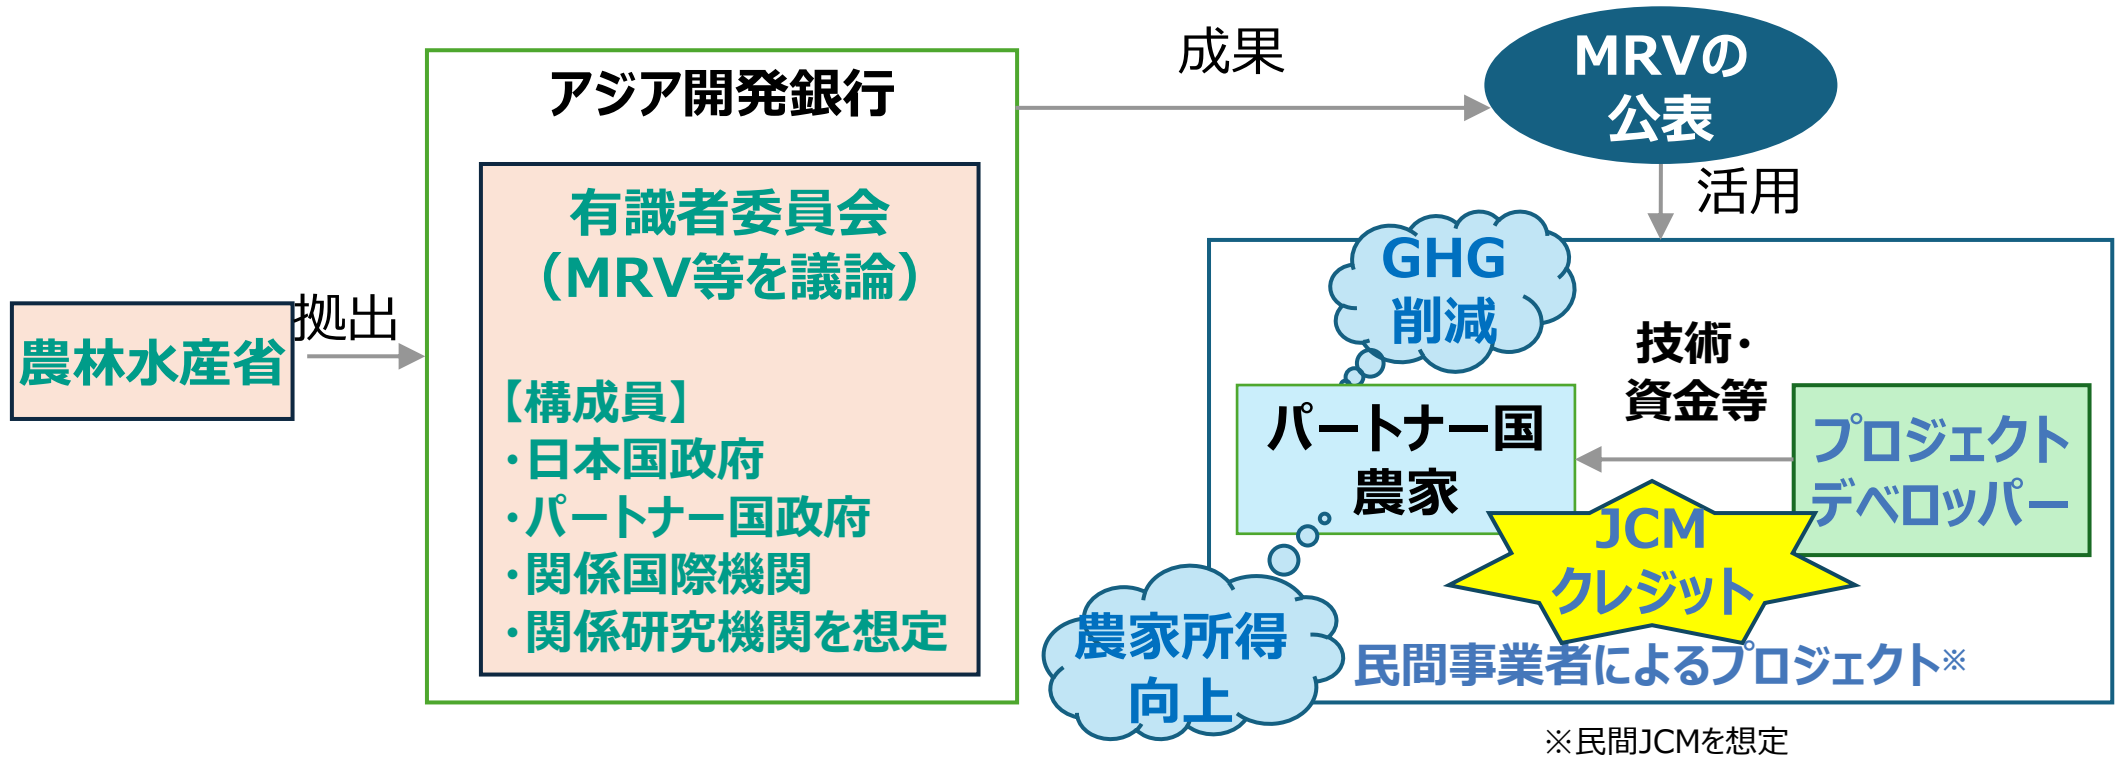 農林水産省
拠出
アジア開発銀行
有識者委員会
（MRV等を議論）
【構成員】
・日本国政府
・パートナー国政府
・関係国際機関
・関係研究機関を想定
成果
MRVの
公表
活用
GHG
削減
技術・
資金等
パートナー国
農家
プロジェクト
デベロッパー
JCM
クレジット
農家所得
向上
民間事業者によるプロジェクト※
※民間JCMを想定